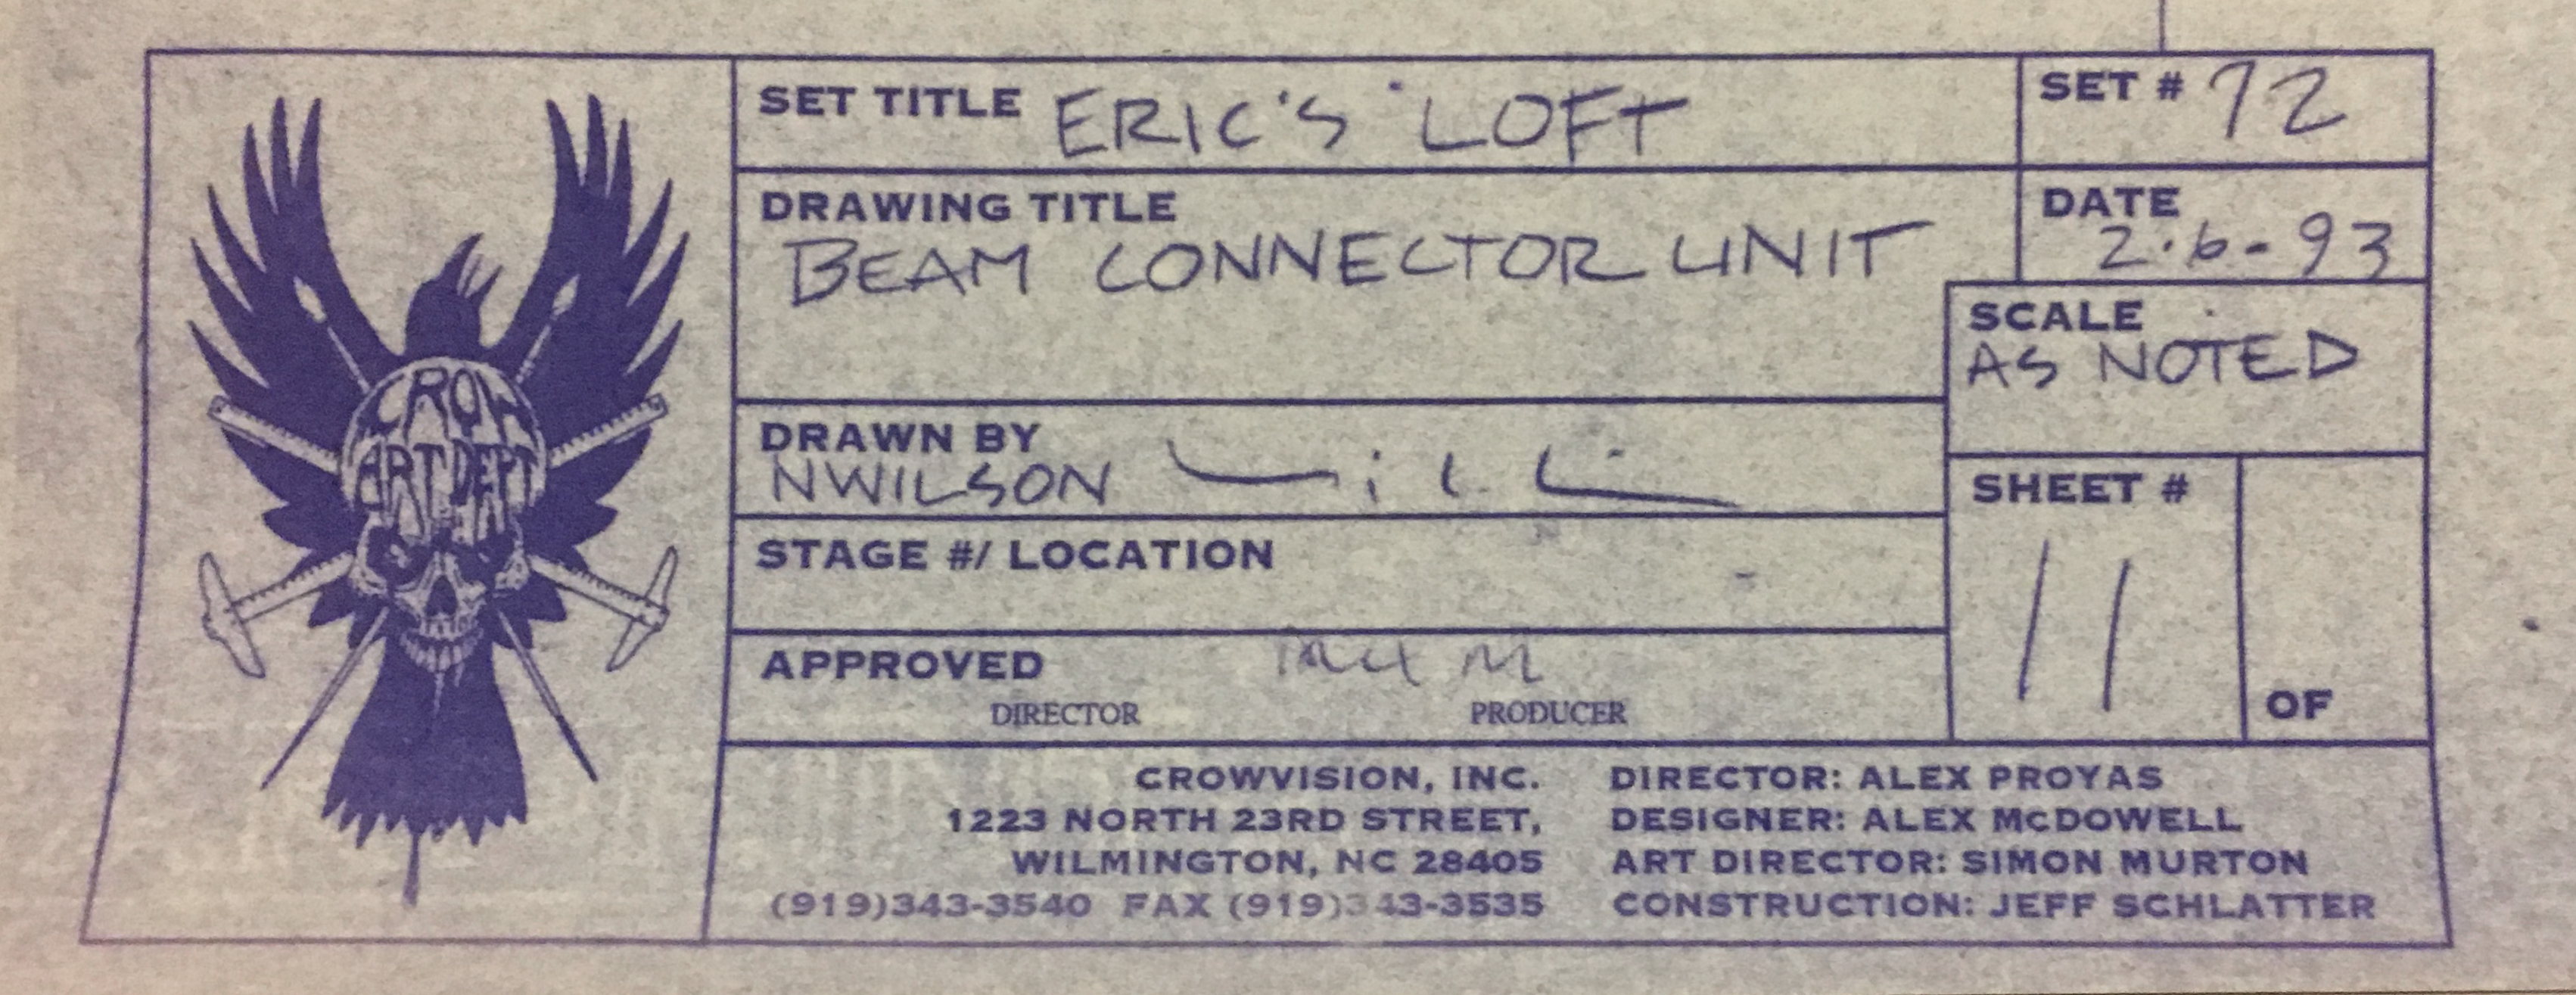 CROW
ART DEPT
SET TITLE ERIC'S LOFT
SET # 72
DRAWING TITLE
BEAM CONNECTOR UNIT
DATE
2.6-93
SCALE
AS NOTED
DRAWN BY
NWILSON
SHEET #
11
OF
STAGE #/ LOCATION
APPROVED
DIRECTOR PRODUCER
CROWVISION, INC.
1223 NORTH 23RD STREET,
WILMINGTON, NC 28405
(919)343-3540 FAX (919)343-3535
DIRECTOR: ALEX PROYAS
DESIGNER: ALEX McDOWELL
ART DIRECTOR: SIMON MURTON
CONSTRUCTION: JEFF SCHLATTER